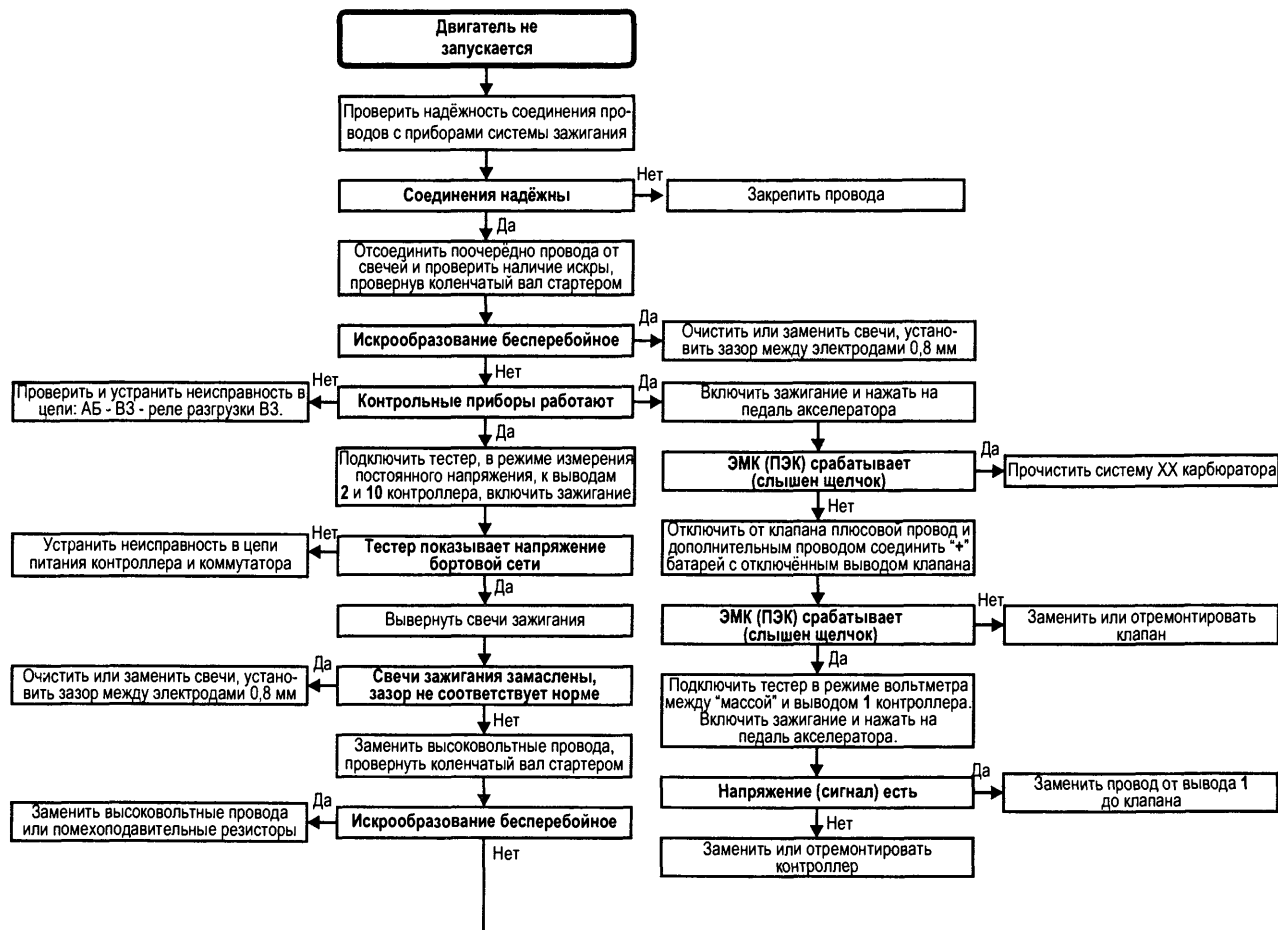 Двигатель не
запускается
Проверить надёжность соединения про-
водов с приборами системы зажигания
Соединения надёжны
Нет
Закрепить провода
Да
Отсоединить поочерёдно провода от
свечей и проверить наличие искры,
провернув коленчатый вал стартером
Искрообразование бесперебойное
Да
Очистить или заменить свечи, устано-
вить зазор между электродами 0,8 мм
Нет
Контрольные приборы работают
Нет
Проверить и устранить неисправность в
цепи: АБ - ВЗ - реле разгрузки ВЗ.
Да
Включить зажигание и нажать на
педаль акселератора
Да
Подключить тестер, в режиме измерения
постоянного напряжения, к выводам
2 и 10 контроллера, включить зажигание
ЭМК (ПЭК) срабатывает
(слышен щелчок)
Да
Прочистить систему ХХ карбюратора
Нет
Отключить от клапана плюсовой провод и
дополнительным проводом соединить "+"
батарей с отключённым выводом клапана
Тестер показывает напряжение
бортовой сети
Нет
Устранить неисправность в цепи
питания контроллера и коммутатора
Да
Вывернуть свечи зажигания
ЭМК (ПЭК) срабатывает
(слышен щелчок)
Нет
Заменить или отремонтировать
клапан
Да
Свечи зажигания замаслены,
зазор не соответствует норме
Да
Очистить или заменить свечи, устано-
вить зазор между электродами 0,8 мм
Подключить тестер в режиме вольтметра
между "массой" и выводом 1 контроллера.
Включить зажигание и нажать на
педаль акселератора.
Нет
Заменить высоковольтные провода,
провернуть коленчатый вал стартером
Напряжение (сигнал) есть
Да
Заменить провод от вывода 1
до клапана
Искрообразование бесперебойное
Да
Заменить высоковольтные провода
или помехоподавительные резисторы
Нет
Заменить или отремонтировать
контроллер
Нет